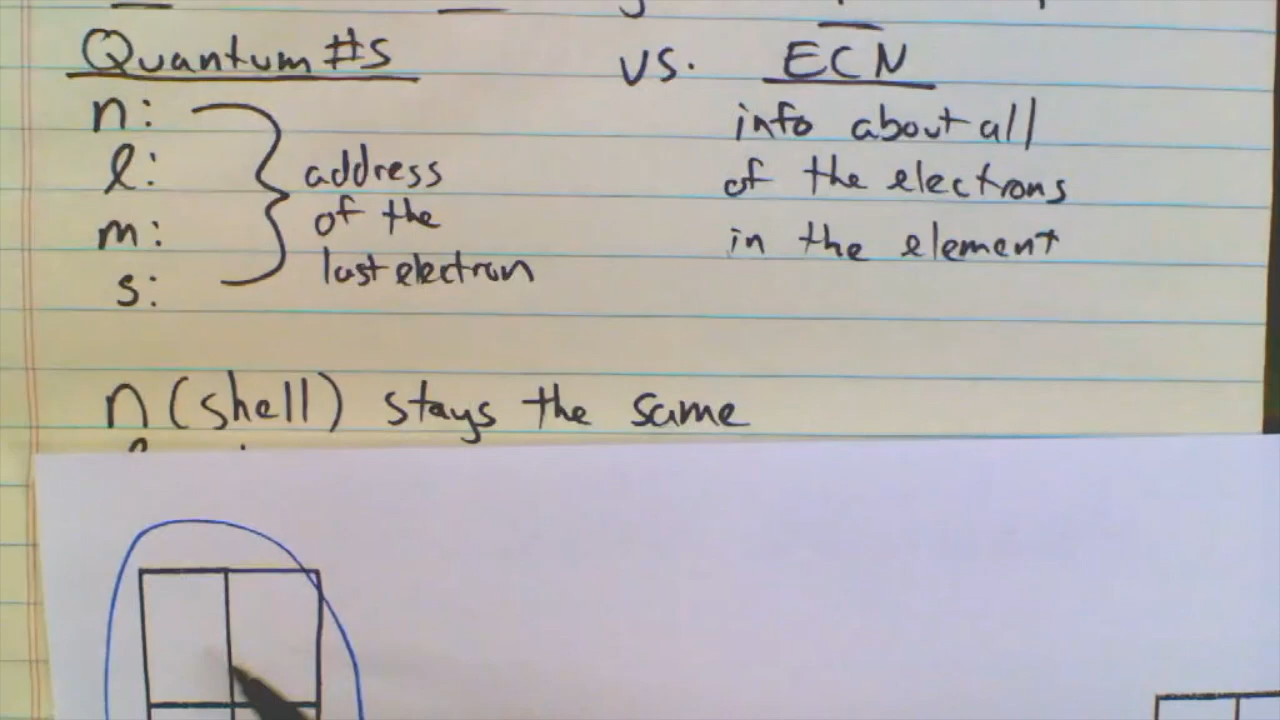 Quantum #s vs. ECN
n:
l:
m:
s:
address
of the
last electron
info about all
of the electrons
in the element
n (shell) stays the same